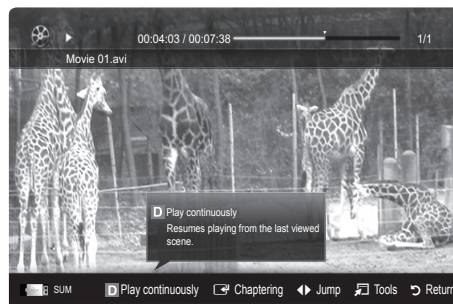 00:04:03 / 00:07:38 1/1
Movie 01.avi
D Play continuously
Resumes playing from the last viewed
scene.
SUM D Play continuously Chaptering Jump Tools Return